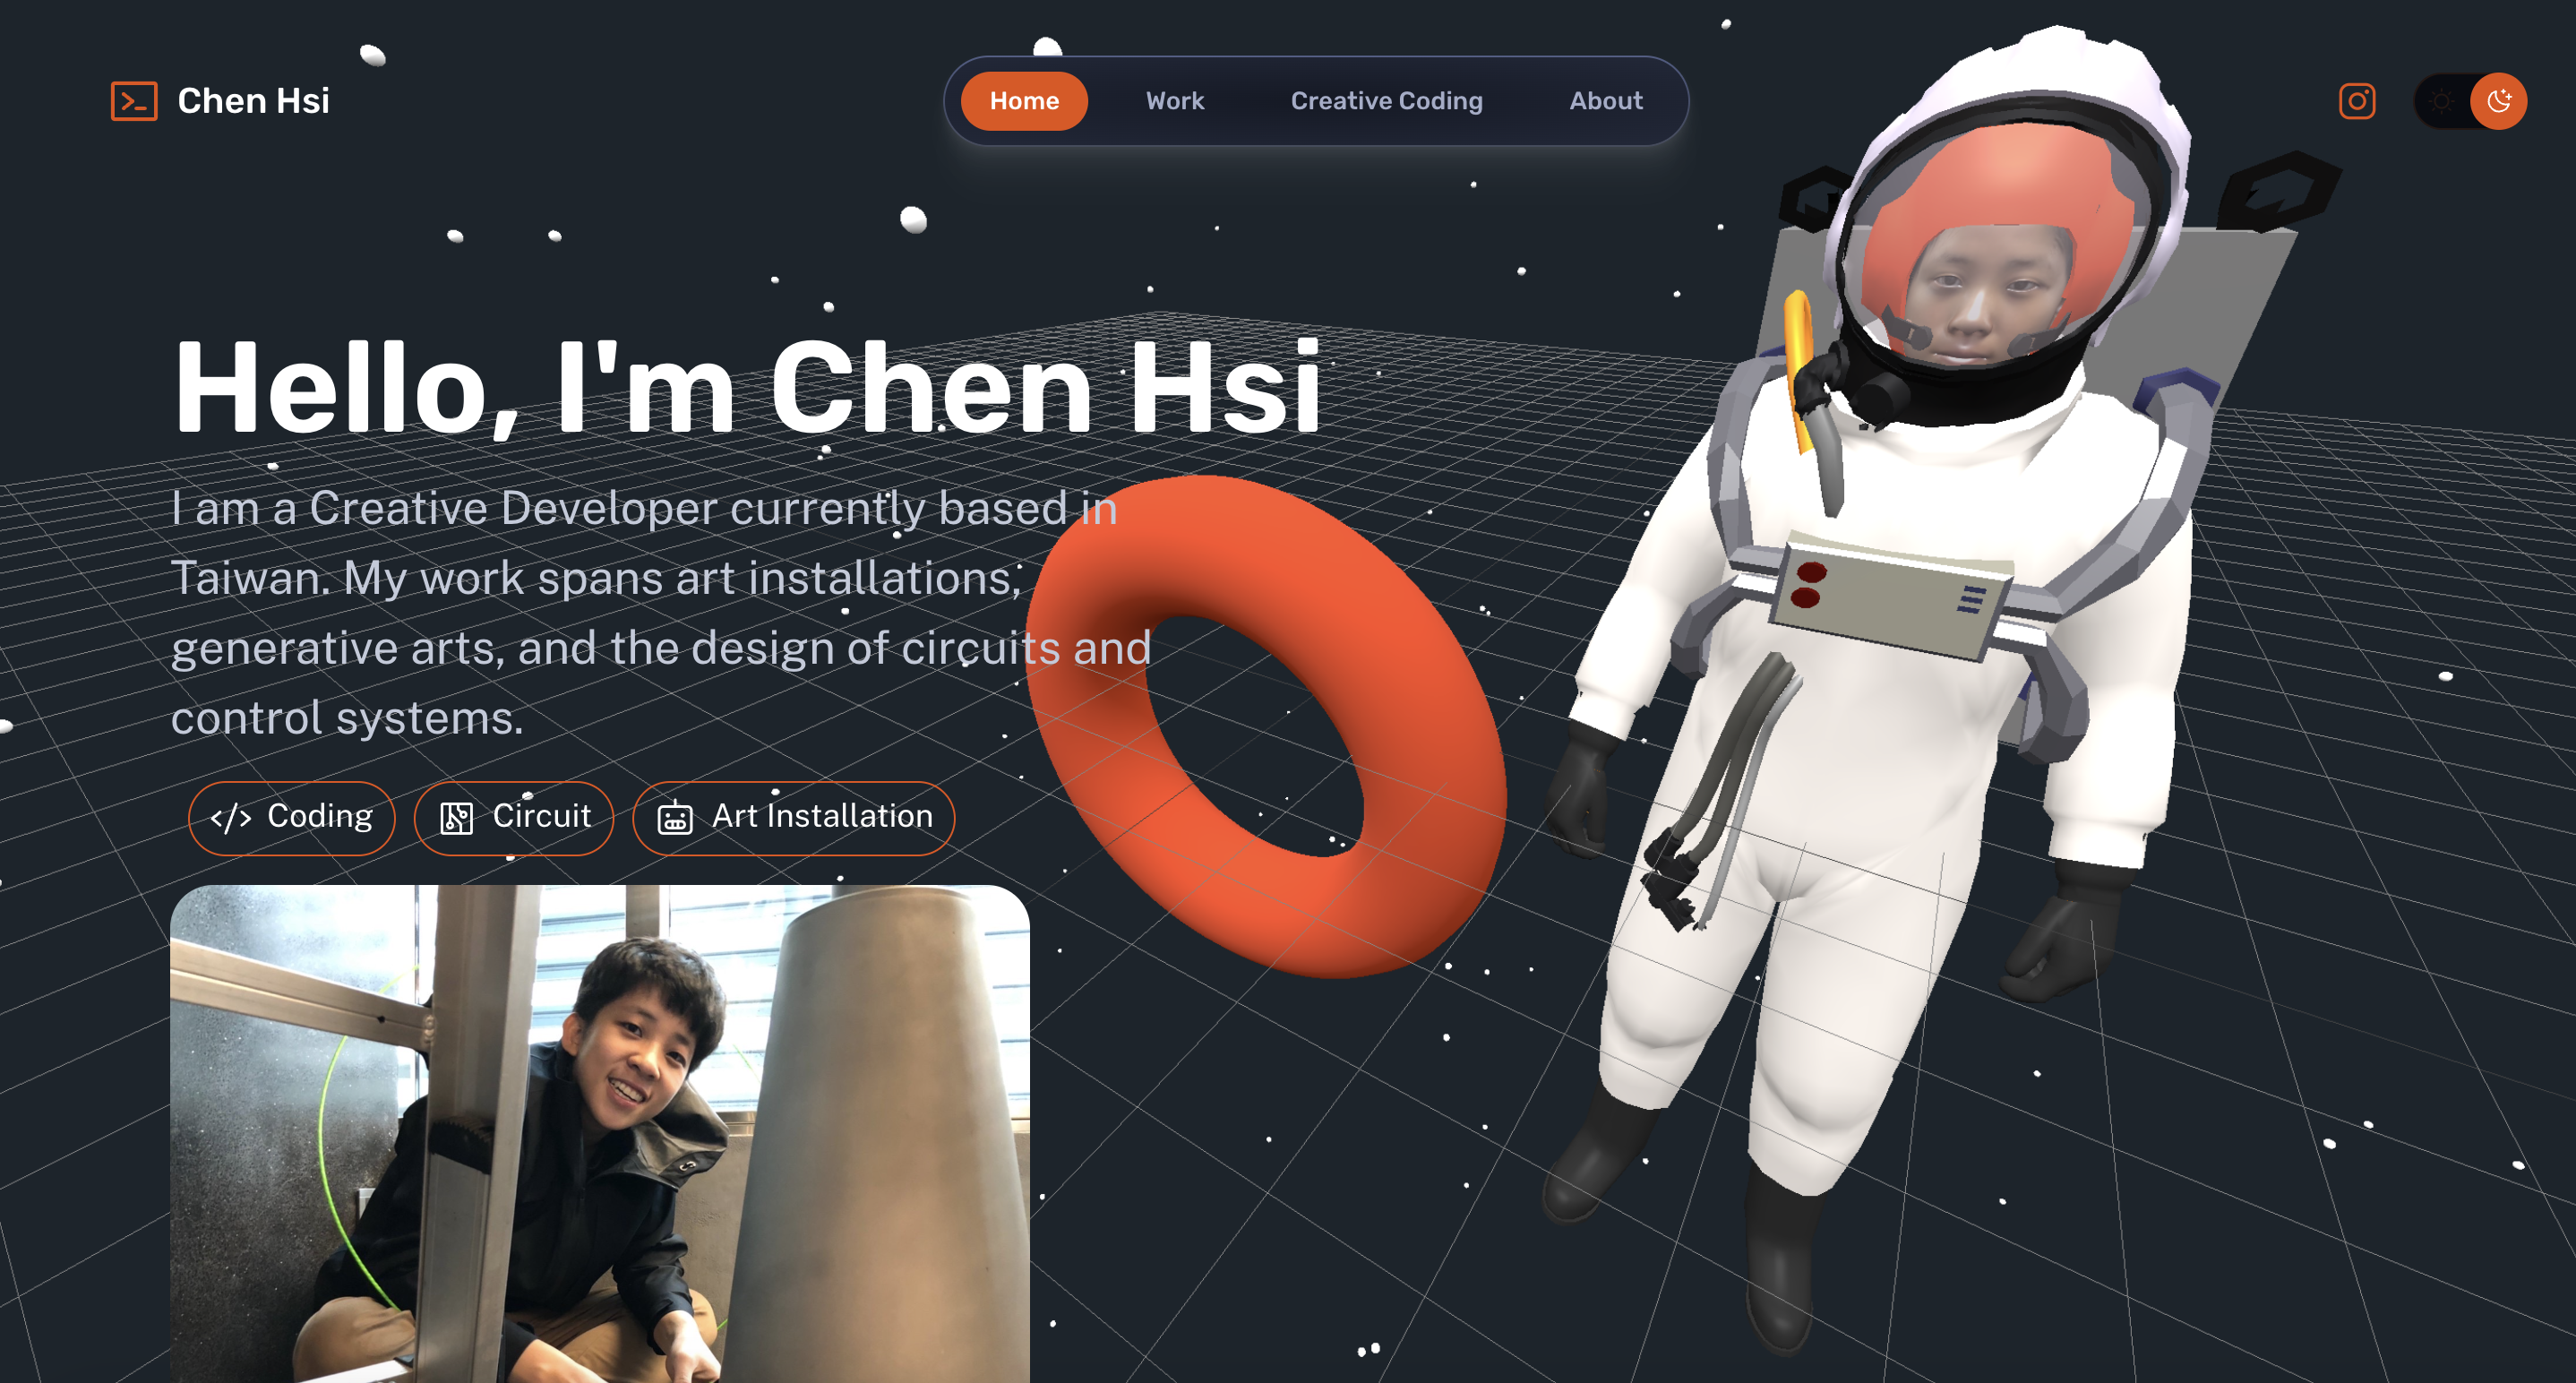 Chen Hsi
Home
Work
Creative Coding
About
Hello, I'm Chen Hsi
I am a Creative Developer currently based in
Taiwan. My work spans art installations,
generative arts, and the design of circuits and
control systems.
Coding
Circuit
Art Installation